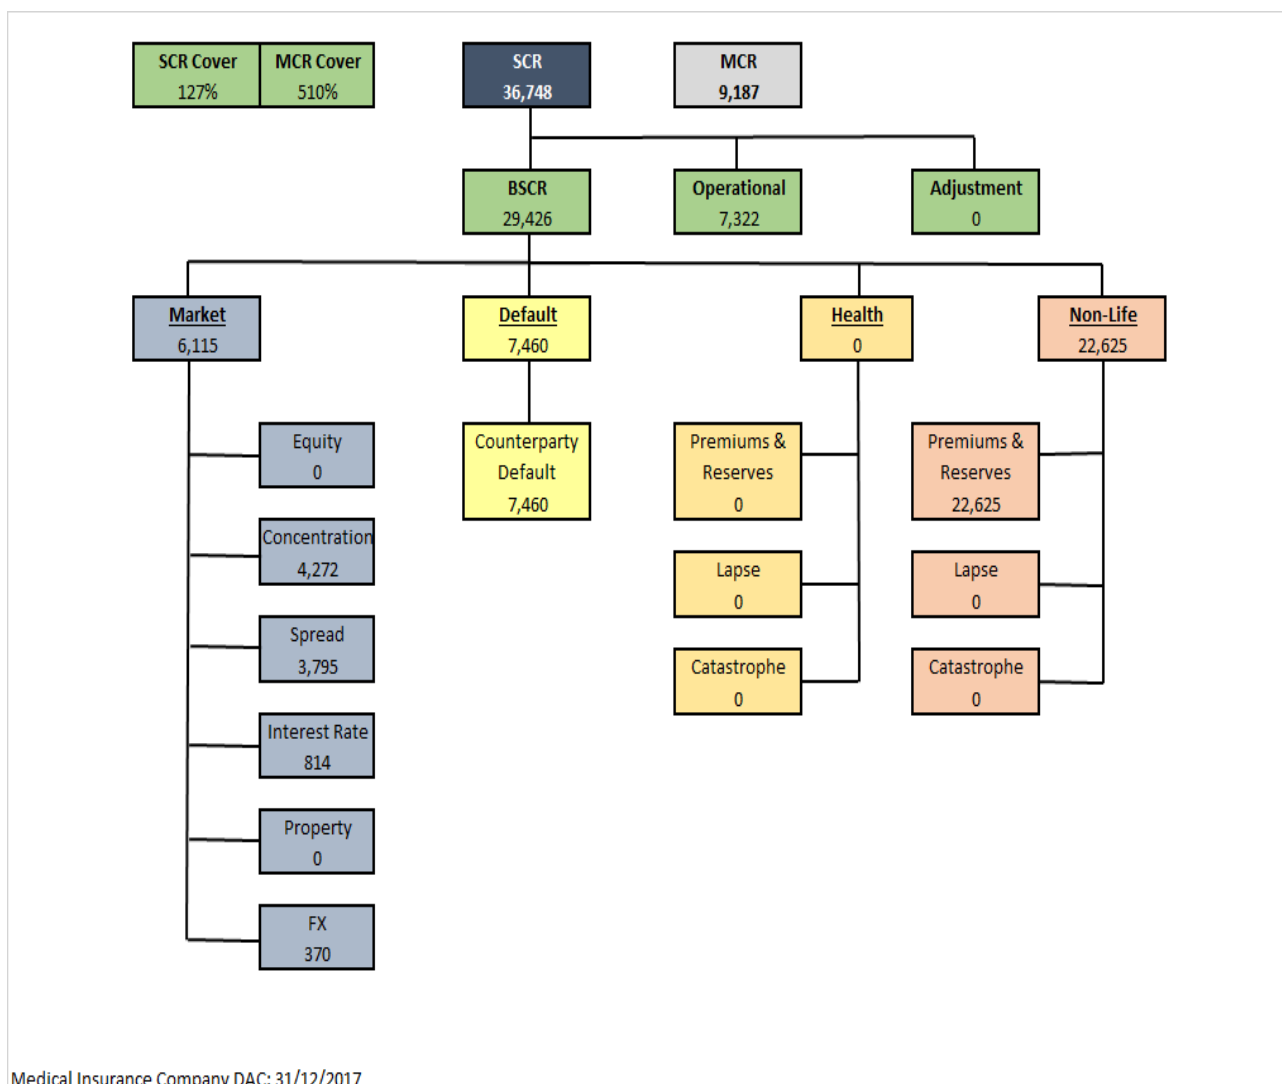 SCR Cover
127%
MCR Cover
510%
SCR
36,748
MCR
9,187
BSCR
29,426
Operational
7,322
Adjustment
0
Market
6,115
Default
7,460
Health
0
Non-Life
22,625
Equity
0
Concentration
4,272
Spread
3,795
Interest Rate
814
Property
0
FX
370
Counterparty
Default
7,460
Premiums &
Reserves
0
Lapse
0
Catastrophe
0
Premiums &
Reserves
22,625
Lapse
0
Catastrophe
0
Medical Insurance Company DAC: 31/12/2017